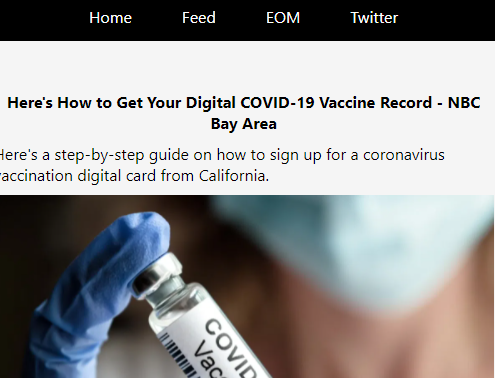 Home Feed EOM Twitter
Here's How to Get Your Digital COVID-19 Vaccine Record - NBC
Bay Area
Here's a step-by-step guide on how to sign up for a coronavirus
vaccination digital card from California.
COVID
Vac